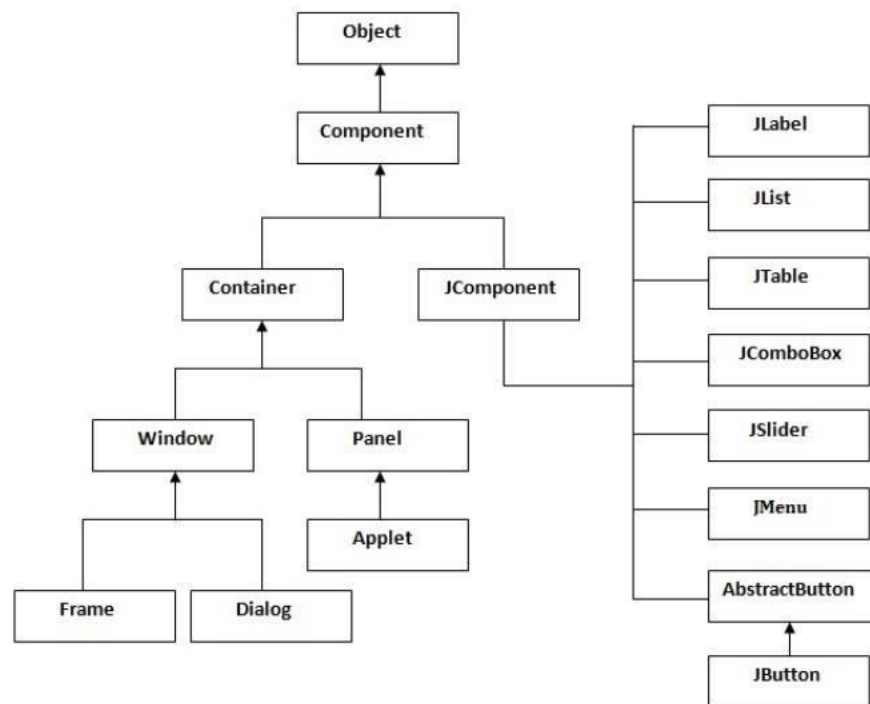 Object
Component
Container
JComponent
Window
Panel
Applet
Frame
Dialog
JLabel
JList
JTable
JComboBox
JSlider
JMenu
AbstractButton
JButton